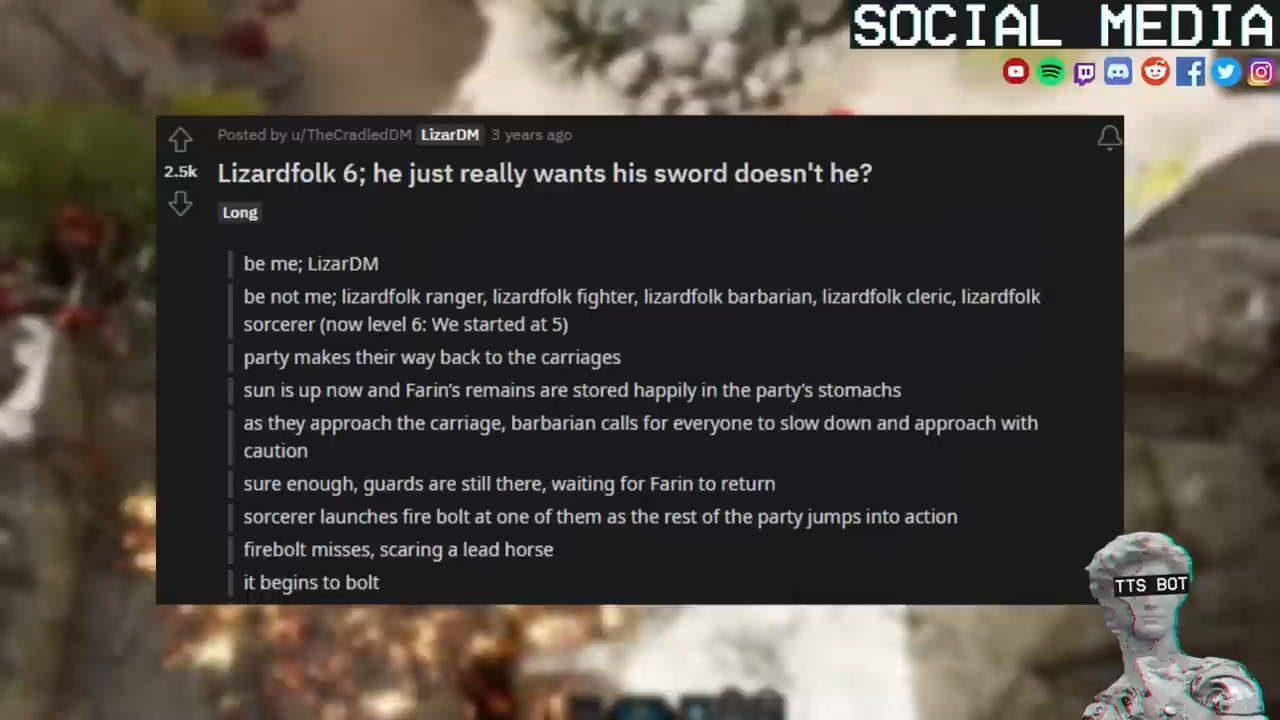 SOCIAL MEDIA
Posted by u/TheCradledDM LizarDM 3 years ago
2.5k
Lizardfolk 6; he just really wants his sword doesn't he?
Long
be me; LizarDM
be not me; lizardfolk ranger, lizardfolk fighter, lizardfolk barbarian, lizardfolk cleric, lizardfolk
sorcerer (now level 6: We started at 5)
party makes their way back to the carriages
sun is up now and Farin’s remains are stored happily in the party’s stomachs
as they approach the carriage, barbarian calls for everyone to slow down and approach with
caution
sure enough, guards are still there, waiting for Farin to return
sorcerer launches fire bolt at one of them as the rest of the party jumps into action
firebolt misses, scaring a lead horse
it begins to bolt
TTS BOT